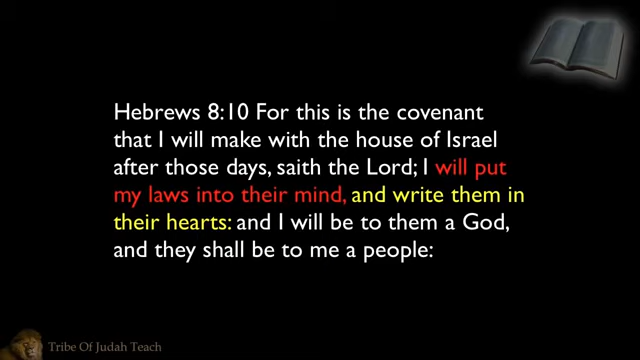 Hebrews 8:10 For this is the covenant
that I will make with the house of Israel
after those days, saith the Lord; I will put
my laws into their mind, and write them in
their hearts: and I will be to them a God,
and they shall be to me a people:
Tribe Of Judah Teach